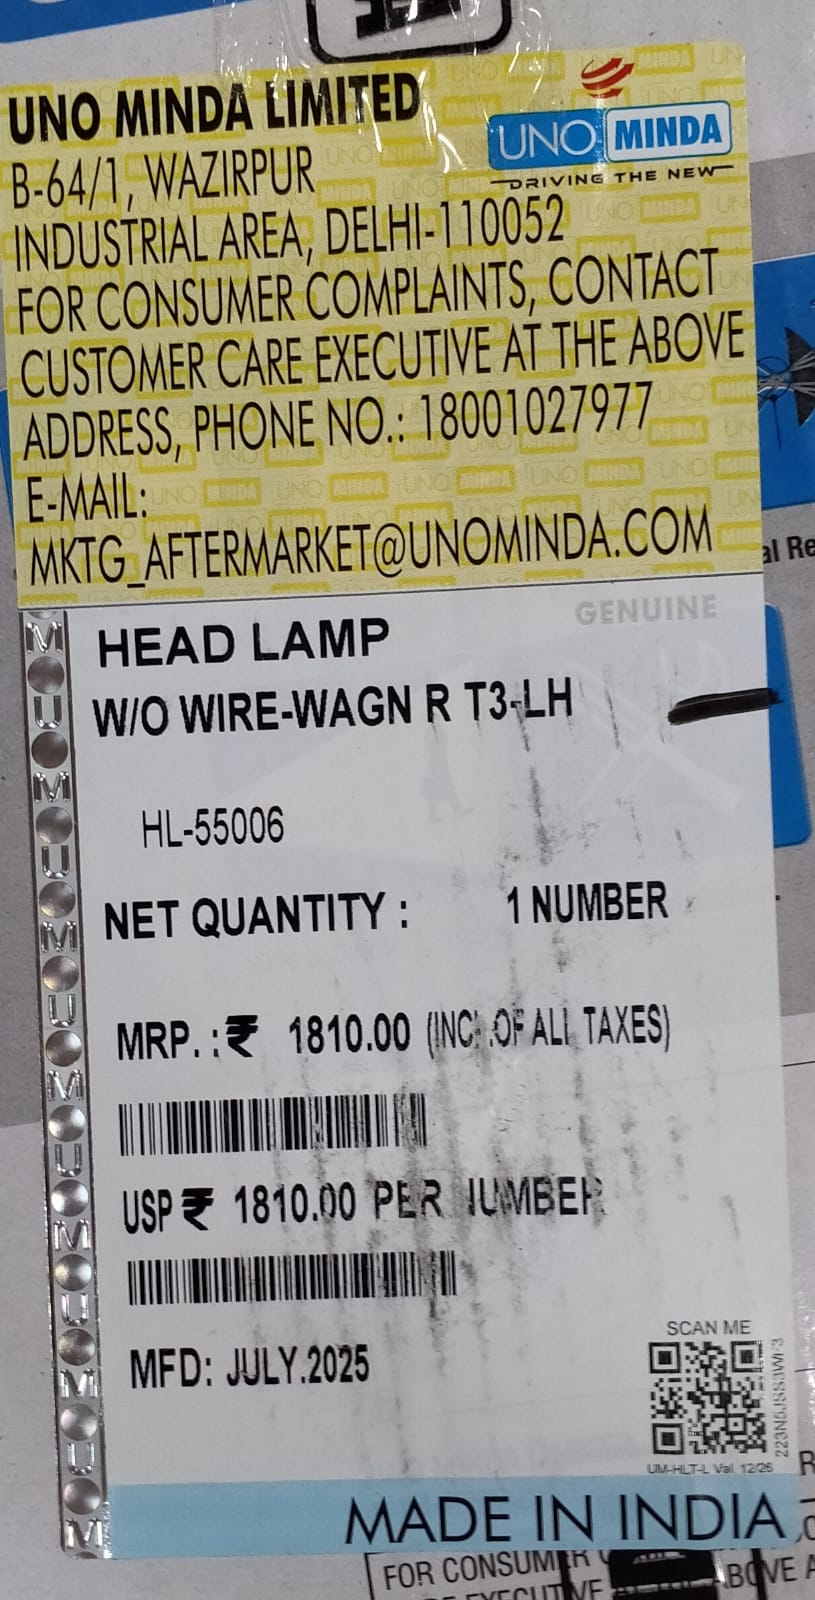 UNO MINDA LIMITED
UNO MINDA
DRIVING THE NEW
B-64/1, WAZIRPUR
INDUSTRIAL AREA, DELHI-110052
FOR CONSUMER COMPLAINTS, CONTACT
CUSTOMER CARE EXECUTIVE AT THE ABOVE
ADDRESS, PHONE NO.: 18001027977
E-MAIL:
MKTG_AFTERMARKET@UNOMINDA.COM
GENUINE
HEAD LAMP
W/O WIRE-WAGN R T3-LH
HL-55006
NET QUANTITY : 1 NUMBER
MRP. : ₹ 1810.00 (INCL.OF ALL TAXES)
USP ₹ 1810.00 PER NUMBER
MFD: JULY.2025
SCAN ME
UM-HLT-L Val. 12/26
MADE IN INDIA
FOR CONSUMER